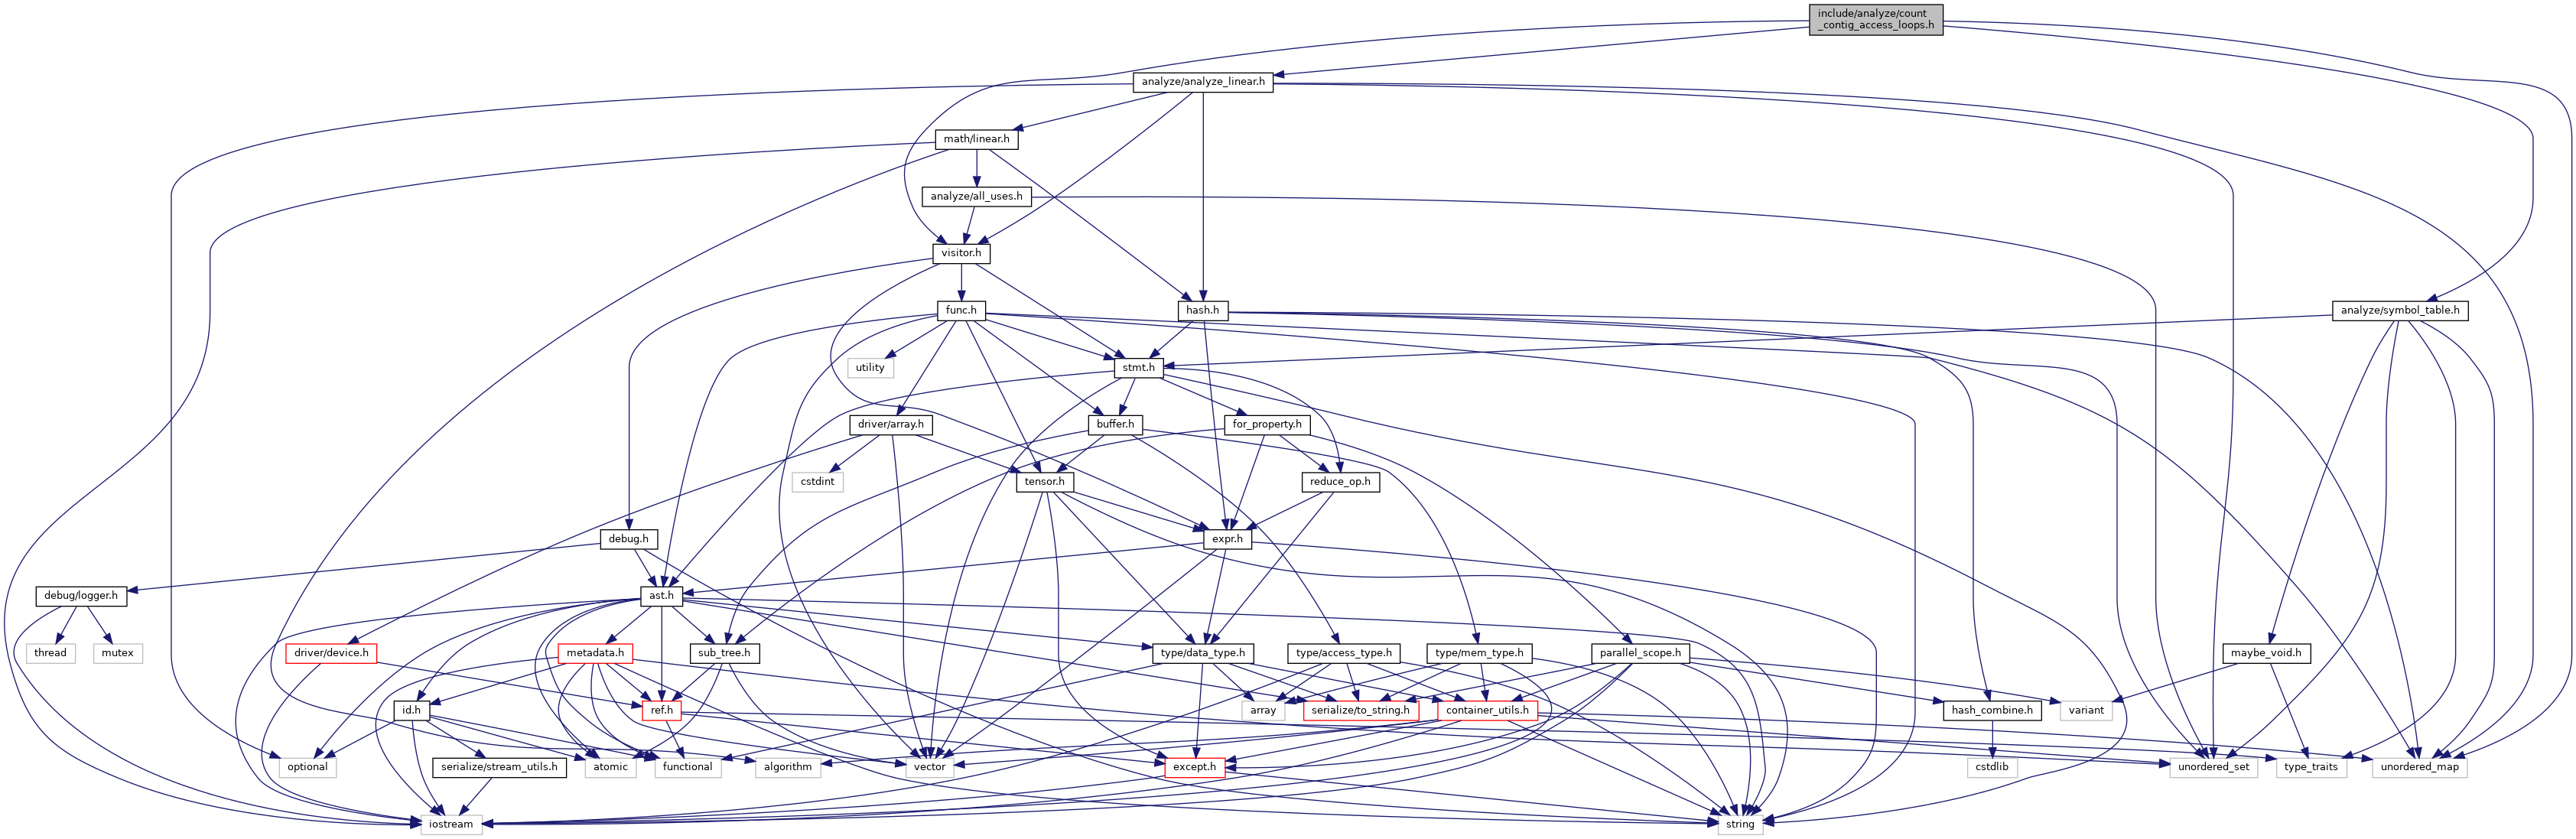 include/analyze/count
_contig_access_loops.h
analyze/analyze_linear.h
math/linear.h
analyze/all_uses.h
visitor.h
func.h
hash.h
analyze/symbol_table.h
utility
stmt.h
driver/array.h
buffer.h
for_property.h
cstdint
tensor.h
reduce_op.h
debug.h
expr.h
debug/logger.h
ast.h
thread
mutex
driver/device.h
metadata.h
sub_tree.h
type/data_type.h
type/access_type.h
type/mem_type.h
parallel_scope.h
maybe_void.h
id.h
ref.h
array
serialize/to_string.h
container_utils.h
hash_combine.h
variant
optional
serialize/stream_utils.h
atomic
functional
algorithm
vector
except.h
cstdlib
unordered_set
type_traits
unordered_map
iostream
string